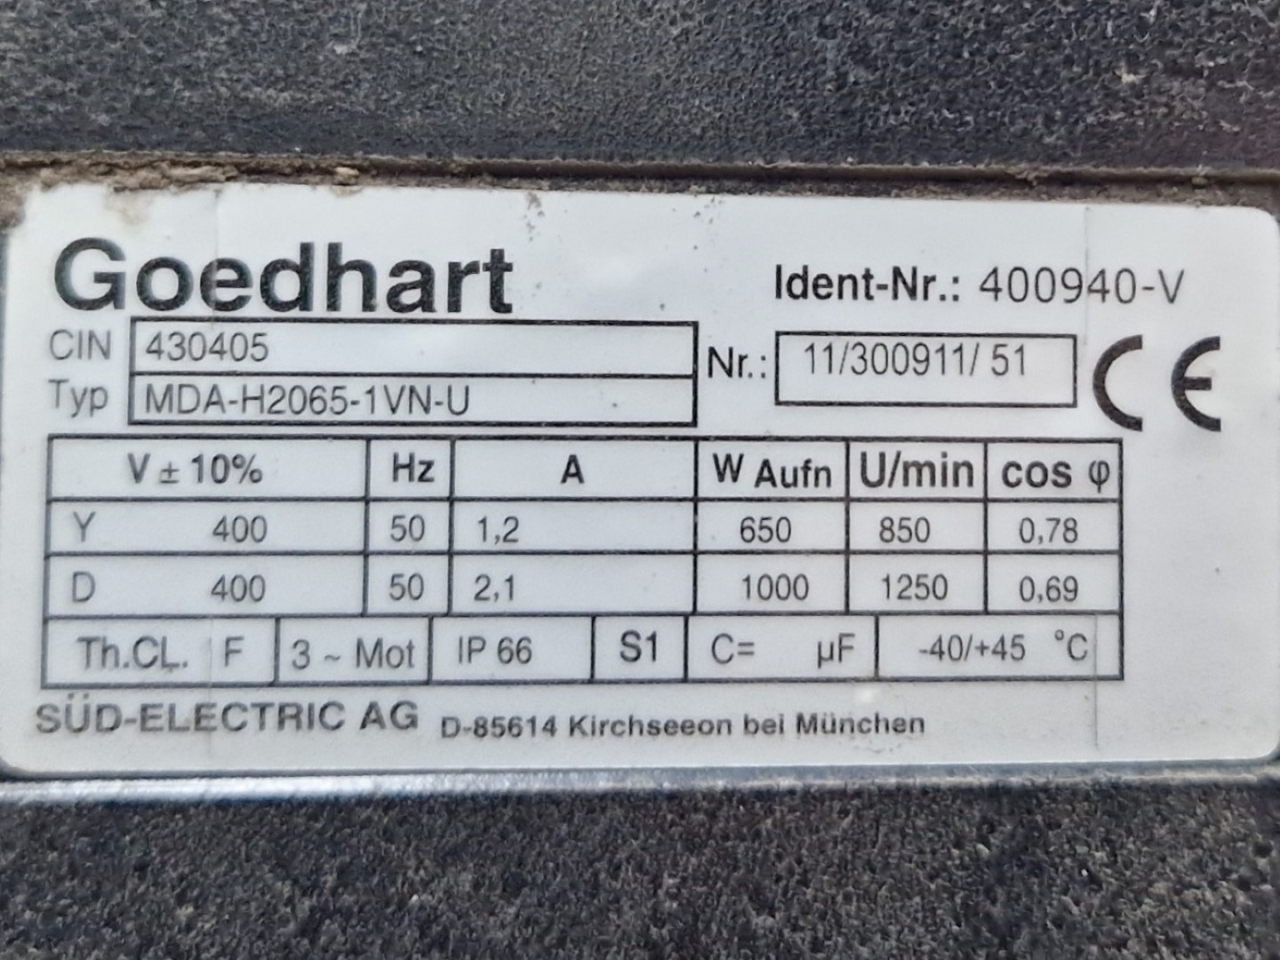 Goedhart
Ident-Nr.: 400940-V
CIN 430405
Nr.: 11/300911/ 51
CE
Typ MDA-H2065-1VN-U
V ± 10% Hz A W Aufn U/min cos φ
Y 400 50 1,2 650 850 0,78
D 400 50 2,1 1000 1250 0,69
Th.CL. F 3 ~ Mot IP 66 S1 C= µF -40/+45 °C
SÜD-ELECTRIC AG D-85614 Kirchseeon bei München